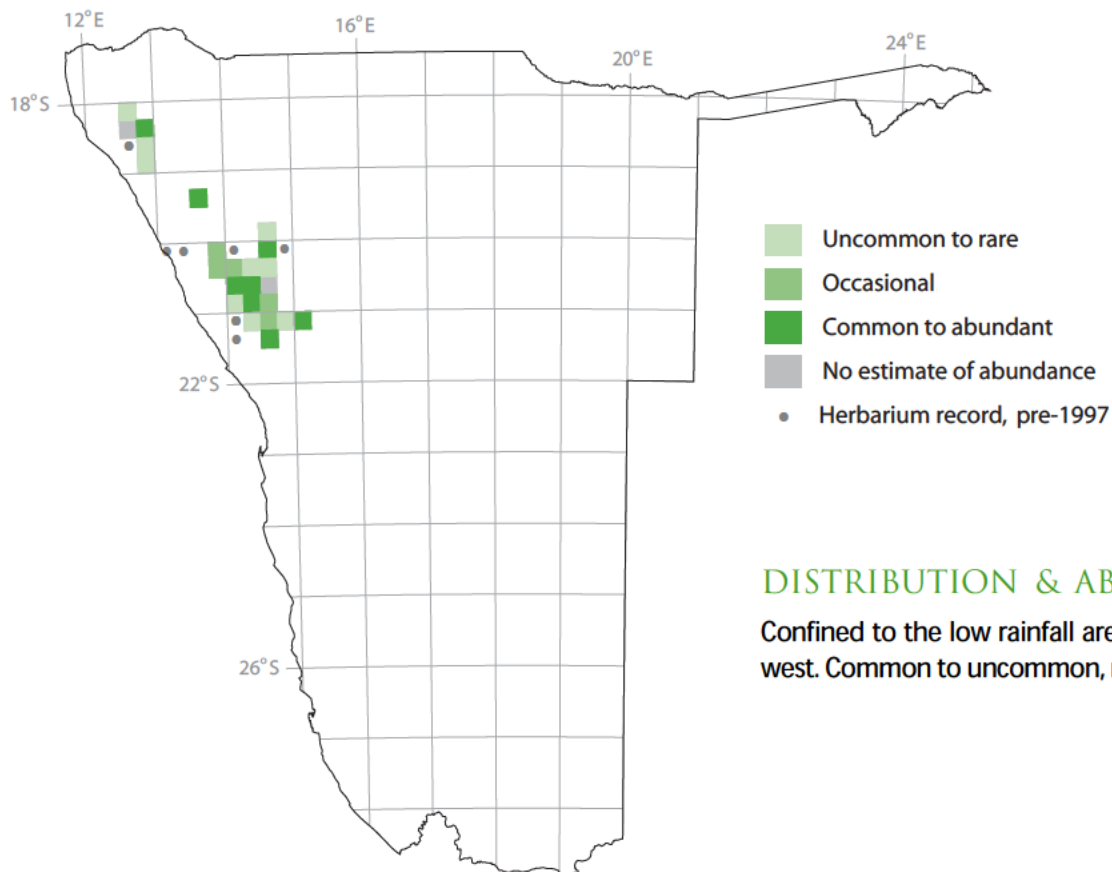 12°E
16°E
20°E
24°E
18°S
22°S
26°S
Uncommon to rare
Occasional
Common to abundant
No estimate of abundance
Herbarium record, pre-1997
DISTRIBUTION & AB
Confined to the low rainfall are
west. Common to uncommon,